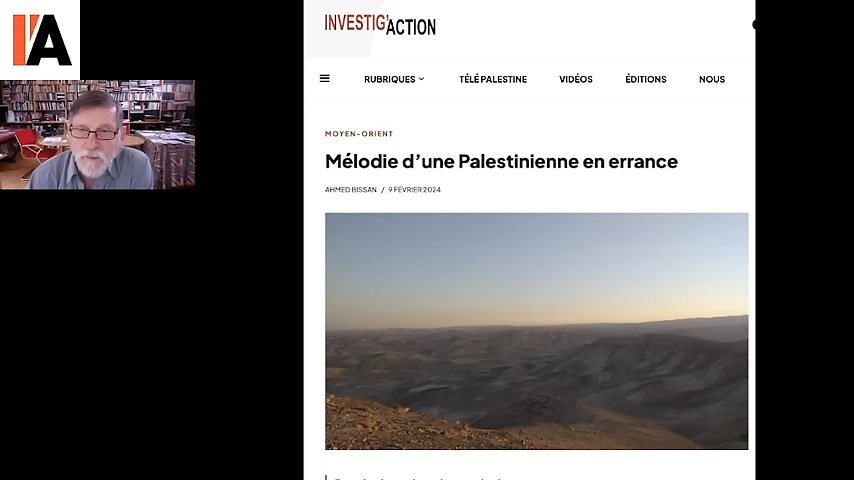 I'A
INVESTIG'ACTION
RUBRIQUES TÉLÉ PALESTINE VIDÉOS ÉDITIONS NOUS
MOYEN-ORIENT
Mélodie d’une Palestinienne en errance
AHMED BISSAN / 9 FÉVRIER 2024